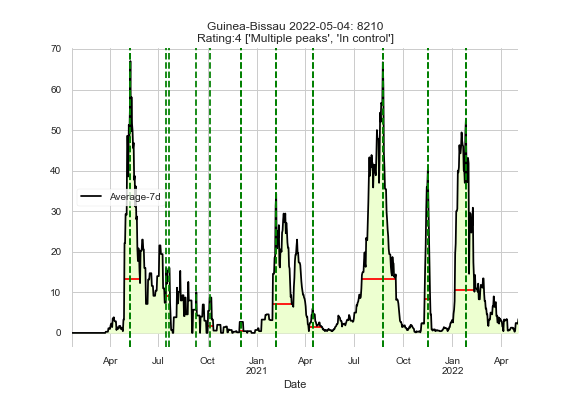 Guinea-Bissau 2022-05-04: 8210
Rating:4 ['Multiple peaks', 'In control']
70
60
50
40
30
20
10
0
Average-7d
Apr Jul Oct Jan Apr Jul Oct Jan Apr
2021 2022
Date